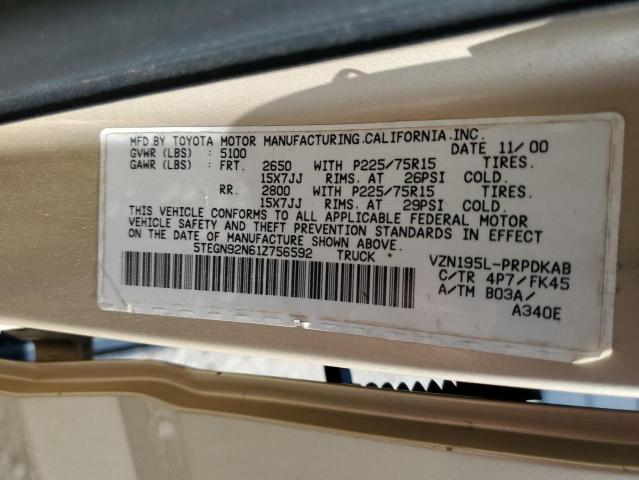 MFD.BY TOYOTA MOTOR MANUFACTURING.CALIFORNIA.INC.
GVWR (LBS) : 5100 DATE 11/00
GAWR (LBS) : FRT. 2650 WITH P225/75R15 TIRES.
15X7JJ RIMS. AT 26PSI COLD.
RR. 2800 WITH P225/75R15 TIRES.
15X7JJ RIMS. AT 29PSI COLD.
THIS VEHICLE CONFORMS TO ALL APPLICABLE FEDERAL MOTOR
VEHICLE SAFETY AND THEFT PREVENTION STANDARDS IN
EFFECT ON THE DATE OF MANUFACTURE SHOWN ABOVE.
5TEGN92N61Z756592 TRUCK VZN195L-PRPDKAB
C/TR 4P7/FK45
A/TM B03A/
A340E